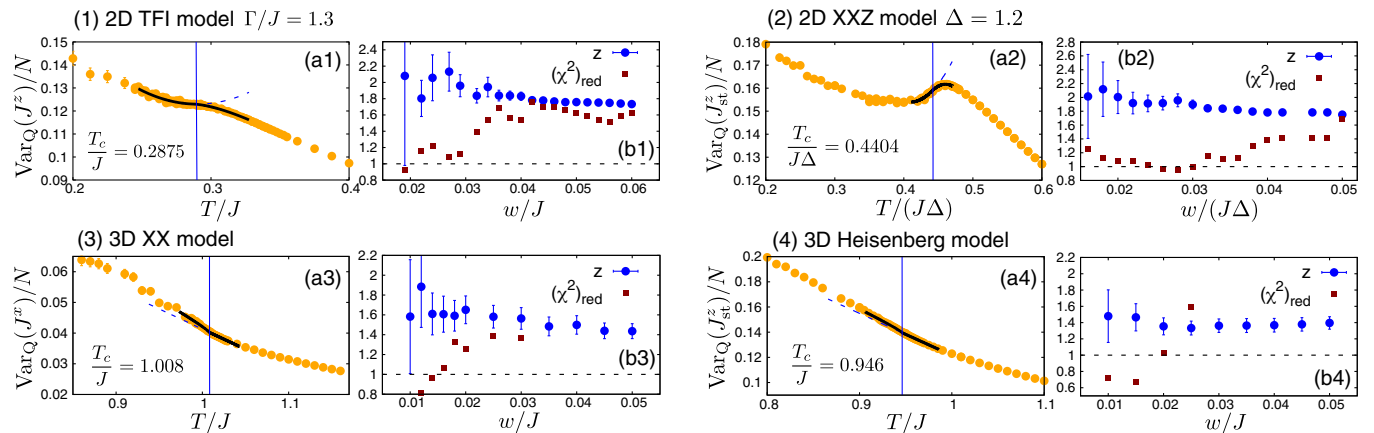 (1) 2D TFI model Γ/J = 1.3
Var_Q(J^z)/N
0.15
0.14
0.13
0.12
0.11
0.1
0.09
(a1)
T_c/J = 0.2875
0.2
0.3
0.4
T/J
2.4
2.2
2
1.8
1.6
1.4
1.2
1
0.8
z
(χ²)_red
(b1)
0.02
0.03
0.04
0.05
0.06
w/J
(2) 2D XXZ model Δ = 1.2
Var_Q(J^z_st)/N
0.18
0.17
0.16
0.15
0.14
0.13
0.12
(a2)
T_c/JΔ = 0.4404
0.2
0.3
0.4
0.5
0.6
T/(JΔ)
2.8
2.6
2.4
2.2
2
1.8
1.6
1.4
1.2
1
0.8
(b2)
z
(χ²)_red
0.02
0.03
0.04
0.05
w/(JΔ)
(3) 3D XX model
Var_Q(J^x)/N
0.06
0.05
0.04
0.03
0.02
(a3)
T_c/J = 1.008
0.9
1
1.1
T/J
2.2
2
1.8
1.6
1.4
1.2
1
0.8
z
(χ²)_red
(b3)
0.01
0.02
0.03
0.04
0.05
w/J
(4) 3D Heisenberg model
Var_Q(J^z_st)/N
0.2
0.18
0.16
0.14
0.12
0.1
(a4)
T_c/J = 0.946
0.8
0.9
1
1.1
T/J
2.2
2
1.8
1.6
1.4
1.2
1
0.8
0.6
z
(χ²)_red
(b4)
0.01
0.02
0.03
0.04
0.05
w/J